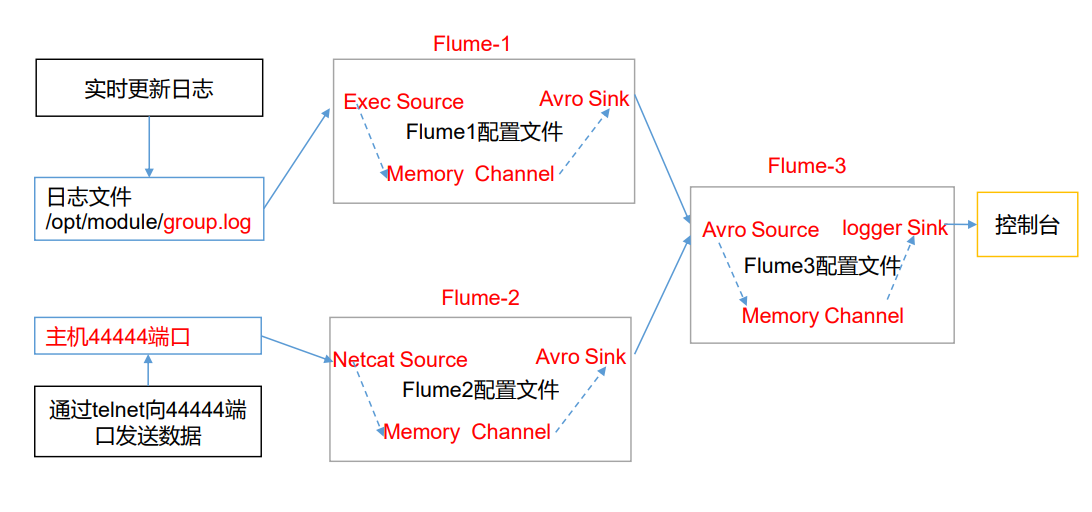 Flume-1
实时更新日志
Exec Source
Avro Sink
Flume1配置文件
Memory Channel
日志文件
/opt/module/group.log
Flume-3
Avro Source
logger Sink
Flume3配置文件
Memory Channel
控制台
Flume-2
主机44444端口
Netcat Source
Avro Sink
Flume2配置文件
Memory Channel
通过telnet向44444端
口发送数据